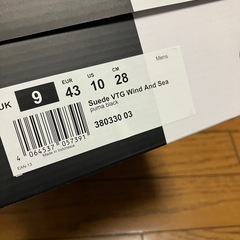 UK 9 EUR 43 US 10 CM 28
Mens
Suede VTG Wind And Sea
puma black
380330 03
4 064537 057391
EAN 13
Made in Indonesia